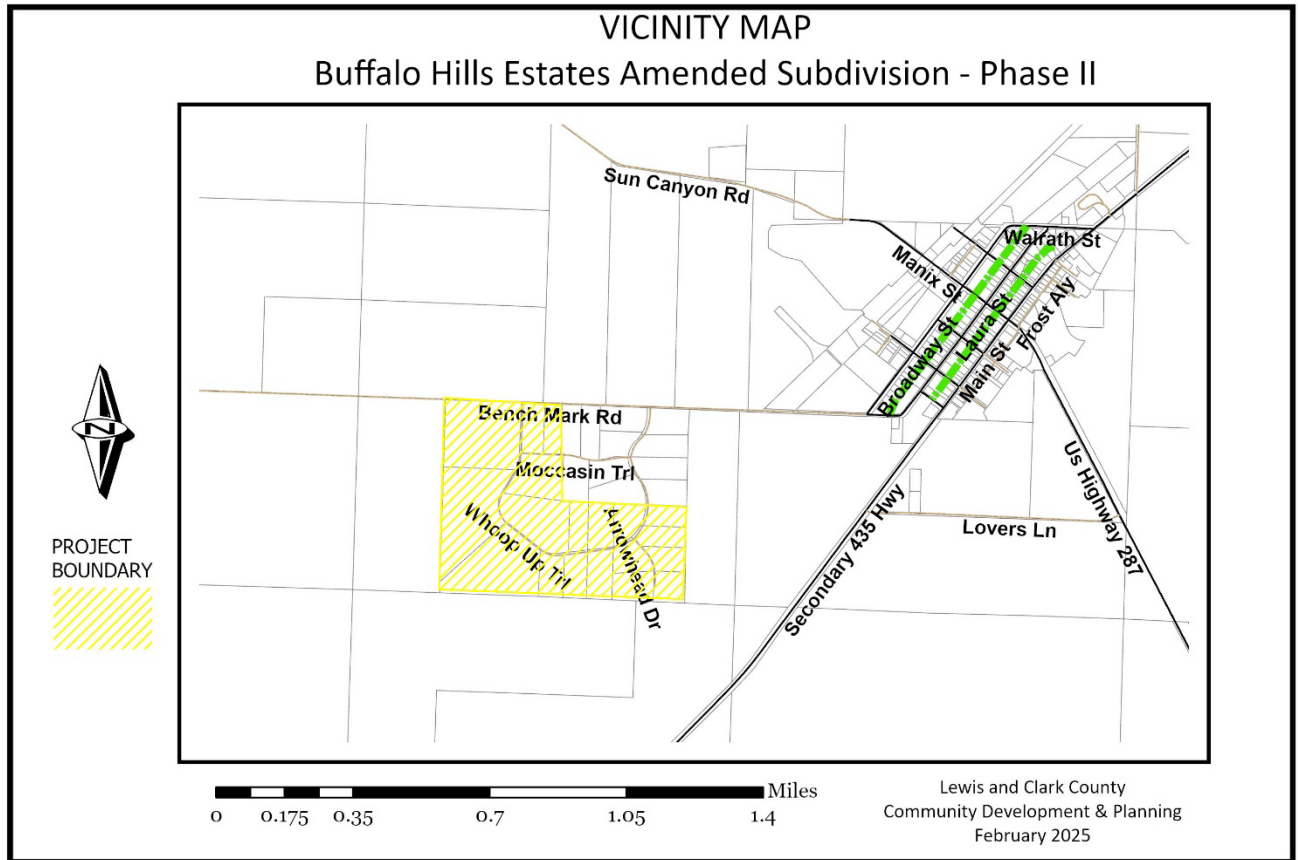 VICINITY MAP
Buffalo Hills Estates Amended Subdivision - Phase II
Sun Canyon Rd
Walrath St
Manix St
Frost Aly
Laura St
Broadway St
Main St
Bench Mark Rd
Moccasin Trl
Whoop Up Trl
Arrowhead Dr
Secondary 435 Hwy
Lovers Ln
Us Highway 287
N
PROJECT
BOUNDARY
Miles
0 0.175 0.35 0.7 1.05 1.4
Lewis and Clark County
Community Development & Planning
February 2025